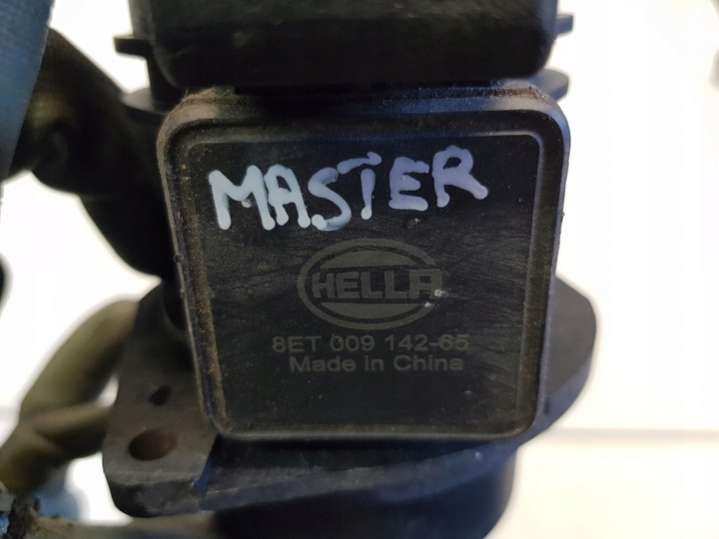 MASTER
HELLA
8ET 009 142-65
Made in China